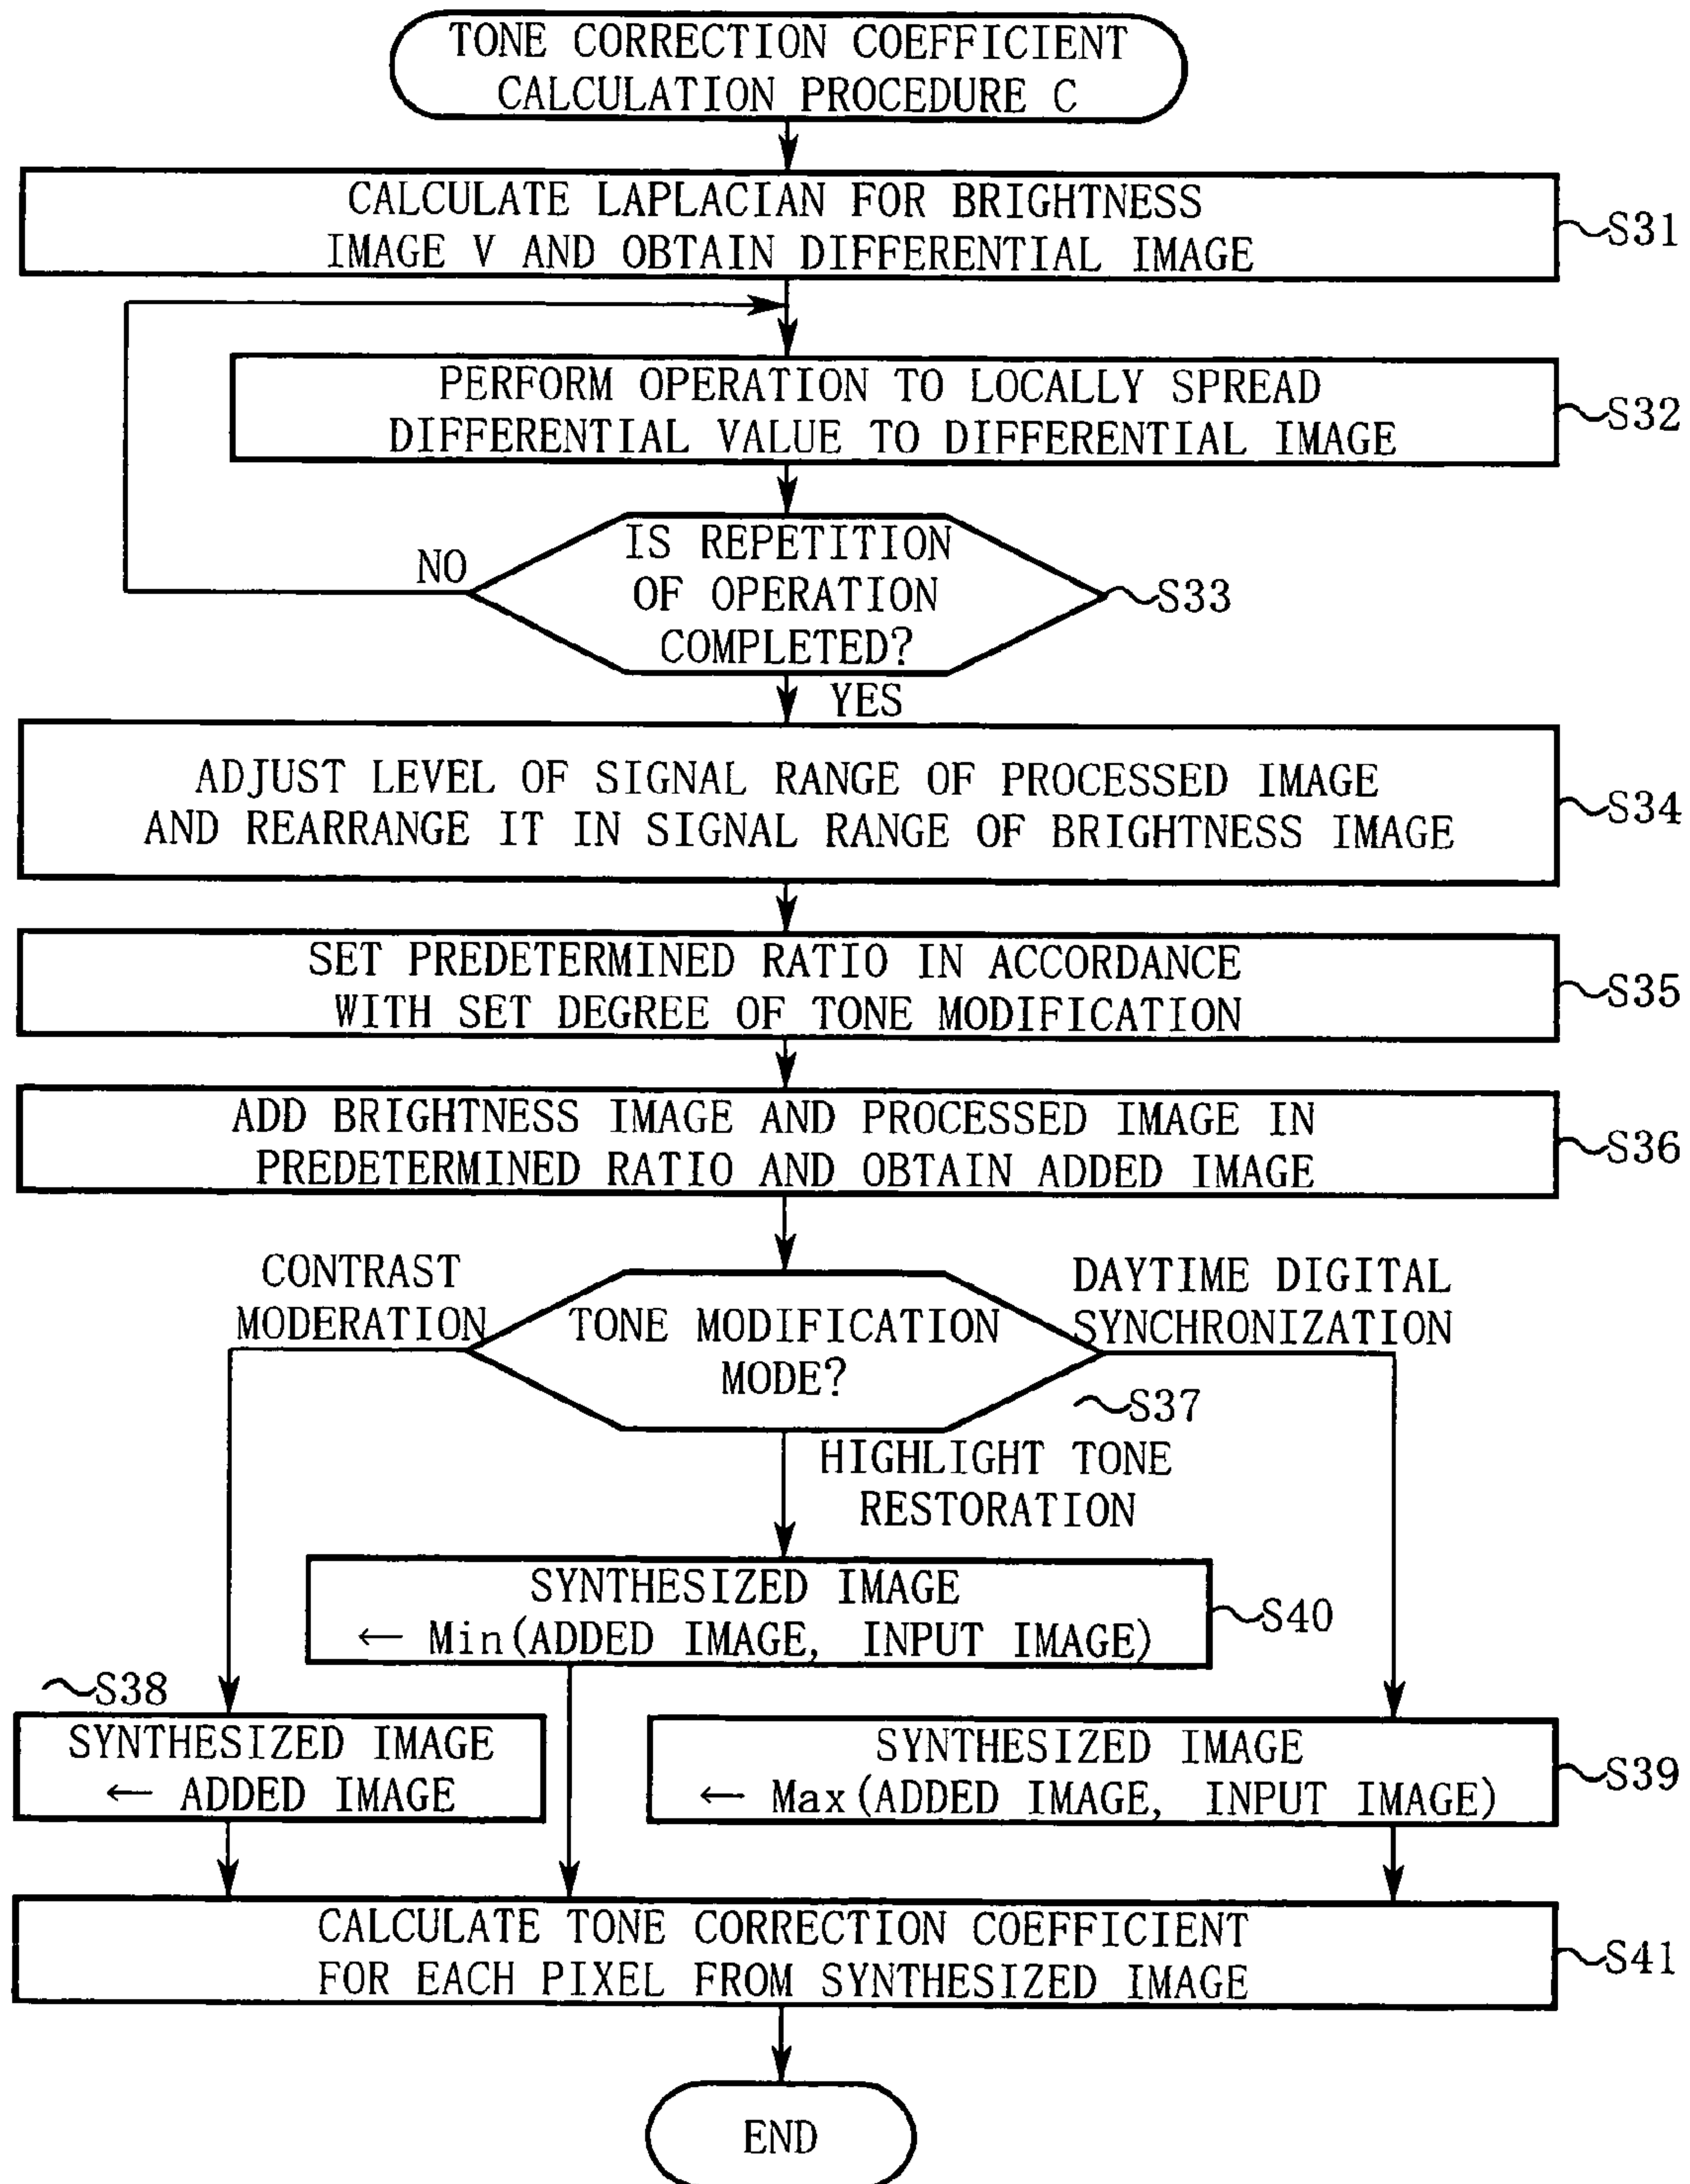 TONE CORRECTION COEFFICIENT
CALCULATION PROCEDURE C
CALCULATE LAPLACIAN FOR BRIGHTNESS
IMAGE V AND OBTAIN DIFFERENTIAL IMAGE
S31
PERFORM OPERATION TO LOCALLY SPREAD
DIFFERENTIAL VALUE TO DIFFERENTIAL IMAGE
S32
IS REPETITION
OF OPERATION
COMPLETED?
NO
S33
YES
ADJUST LEVEL OF SIGNAL RANGE OF PROCESSED IMAGE
AND REARRANGE IT IN SIGNAL RANGE OF BRIGHTNESS IMAGE
S34
SET PREDETERMINED RATIO IN ACCORDANCE
WITH SET DEGREE OF TONE MODIFICATION
S35
ADD BRIGHTNESS IMAGE AND PROCESSED IMAGE IN
PREDETERMINED RATIO AND OBTAIN ADDED IMAGE
S36
CONTRAST
MODERATION
TONE MODIFICATION
MODE?
DAYTIME DIGITAL
SYNCHRONIZATION
S37
HIGHLIGHT TONE
RESTORATION
SYNTHESIZED IMAGE
← Min(ADDED IMAGE, INPUT IMAGE)
S40
S38
SYNTHESIZED IMAGE
← ADDED IMAGE
SYNTHESIZED IMAGE
← Max(ADDED IMAGE, INPUT IMAGE)
S39
CALCULATE TONE CORRECTION COEFFICIENT
FOR EACH PIXEL FROM SYNTHESIZED IMAGE
S41
END